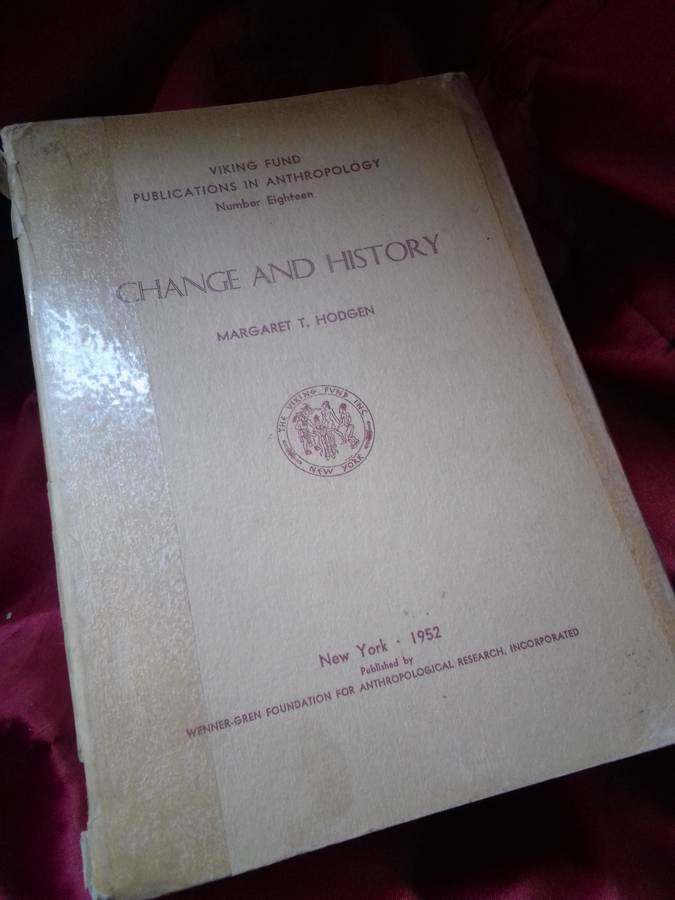 VIKING FUND
PUBLICATIONS IN ANTHROPOLOGY
Number Eighteen
CHANGE AND HISTORY
MARGARET T. HODGEN
THE VIKING FUND INC.
NEW YORK
New York · 1952
Published by
WENNER-GREN FOUNDATION FOR ANTHROPOLOGICAL RESEARCH, INCORPORATED